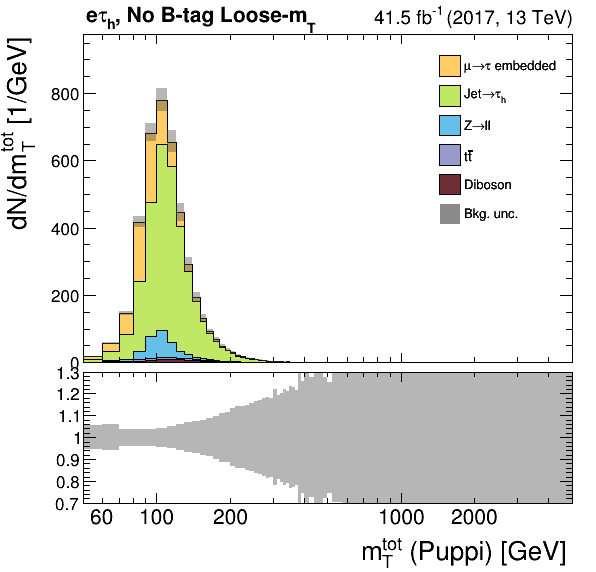 eτh, No B-tag Loose-mT
41.5 fb-1 (2017, 13 TeV)
dN/dmTtot [1/GeV]
800
600
400
200
0
μ→τ embedded
Jet→τh
Z→ll
tt̅
Diboson
Bkg. unc.
1.3
1.2
1.1
1
0.9
0.8
0.7
60 100 200 1000 2000
mTtot (Puppi) [GeV]